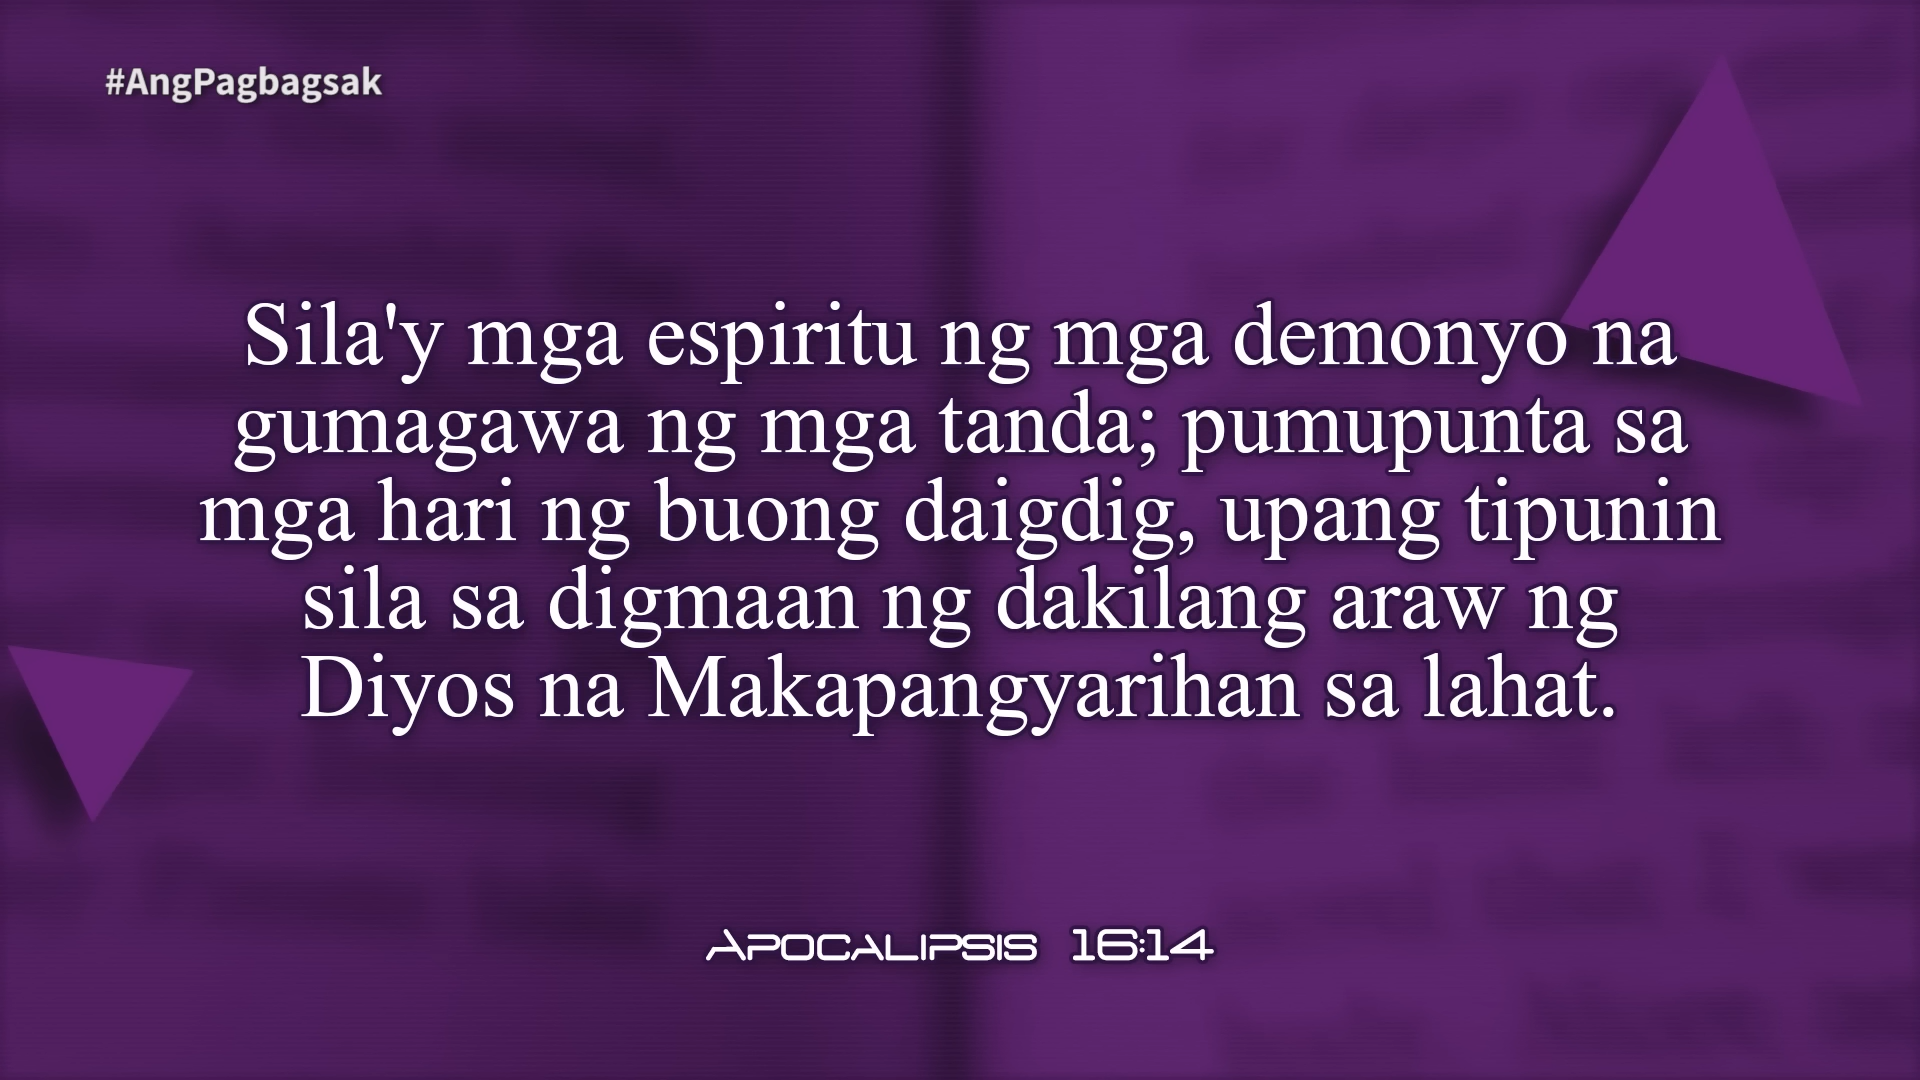 #AngPagbagsak
Sila'y mga espiritu ng mga demonyo na
gumagawa ng mga tanda; pumupunta sa
mga hari ng buong daigdig, upang tipunin
sila sa digmaan ng dakilang araw ng
Diyos na Makapangyarihan sa lahat.
APOCALIPSIS 16:14